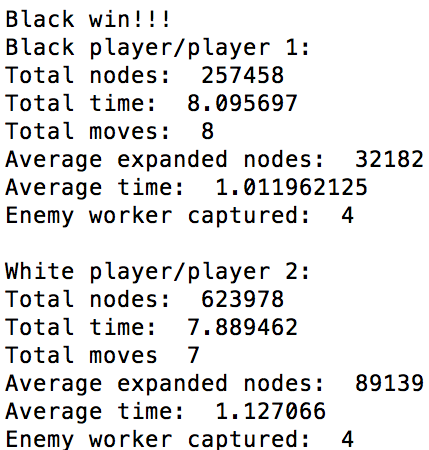 Black win!!!
Black player/player 1:
Total nodes:  257458
Total time:  8.095697
Total moves:  8
Average expanded nodes:  32182
Average time:  1.011962125
Enemy worker captured:  4

White player/player 2:
Total nodes:  623978
Total time:  7.889462
Total moves  7
Average expanded nodes:  89139
Average time:  1.127066
Enemy worker captured:  4